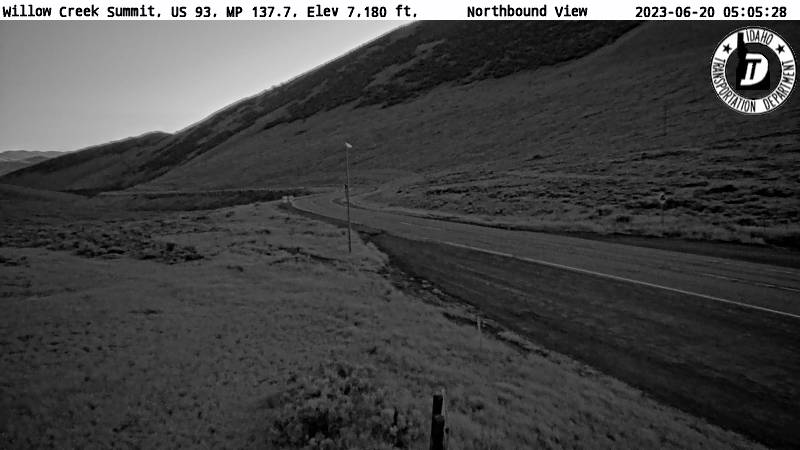 Willow Creek Summit, US 93, MP 137.7, Elev 7,180 ft, Northbound View 2023-06-20 05:05:28
IDAHO
TRANSPORTATION DEPARTMENT